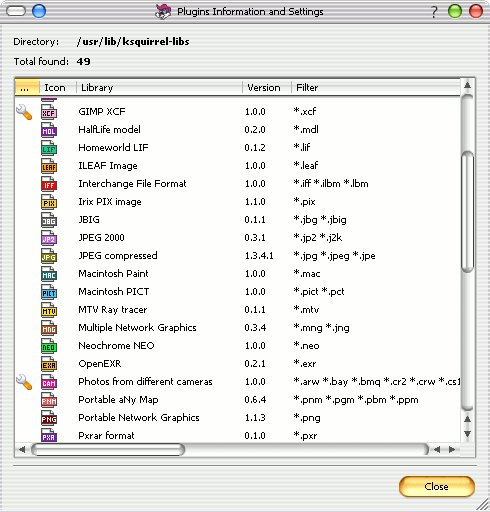 Plugins Information and Settings ?
Directory: /usr/lib/ksquirrel-libs
Total found: 49
... Icon Library Version Filter
XCF GIMP XCF 1.0.0 *.xcf
MDL HalfLife model 0.2.0 *.mdl
LIF Homeworld LIF 0.1.2 *.lif
LEAF ILEAF Image 1.0.0 *.leaf
IFF Interchange File Format 1.0.0 *.iff *.ilbm *.lbm
PIX Irix PIX image 1.1.0 *.pix
JBG JBIG 0.1.1 *.jbg *.jbig
JP2 JPEG 2000 0.3.1 *.jp2 *.j2k
JPG JPEG compressed 1.3.4.1 *.jpg *.jpeg *.jpe
MAC Macintosh Paint 1.0.0 *.mac
PICT Macintosh PICT 1.0.0 *.pict *.pct
MTV MTV Ray tracer 0.1.1 *.mtv
MNG Multiple Network Graphics 0.3.4 *.mng *.jng
NEO Neochrome NEO 1.0.0 *.neo
EXR OpenEXR 0.2.1 *.exr
CAM Photos from different cameras 1.0.0 *.arw *.bay *.bmq *.cr2 *.crw *.cs1
PNM Portable aNy Map 0.6.4 *.pnm *.pgm *.pbm *.ppm
PNG Portable Network Graphics 1.1.3 *.png
PXR Pxrar format 0.1.0 *.pxr
Close